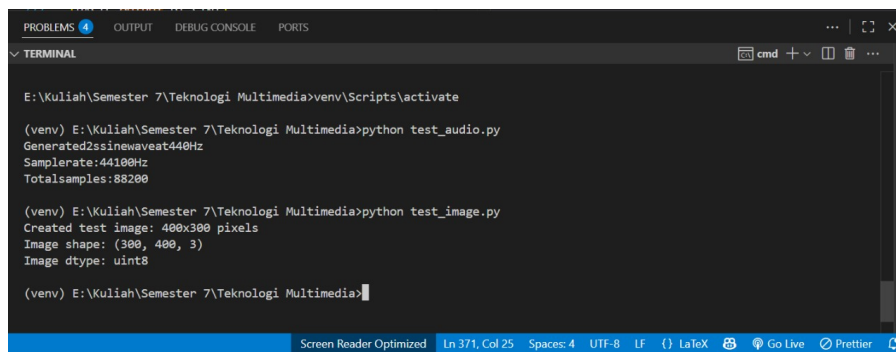 PROBLEMS 4 OUTPUT DEBUG CONSOLE PORTS
TERMINAL cmd
E:\Kuliah\Semester 7\Teknologi Multimedia>venv\Scripts\activate
(venv) E:\Kuliah\Semester 7\Teknologi Multimedia>python test_audio.py
Generated2ssinewaveat440Hz
Samplerate:44100Hz
Totalsamples:88200
(venv) E:\Kuliah\Semester 7\Teknologi Multimedia>python test_image.py
Created test image: 400x300 pixels
Image shape: (300, 400, 3)
Image dtype: uint8
(venv) E:\Kuliah\Semester 7\Teknologi Multimedia>
Screen Reader Optimized Ln 371, Col 25 Spaces: 4 UTF-8 LF {} LaTeX Go Live Prettier